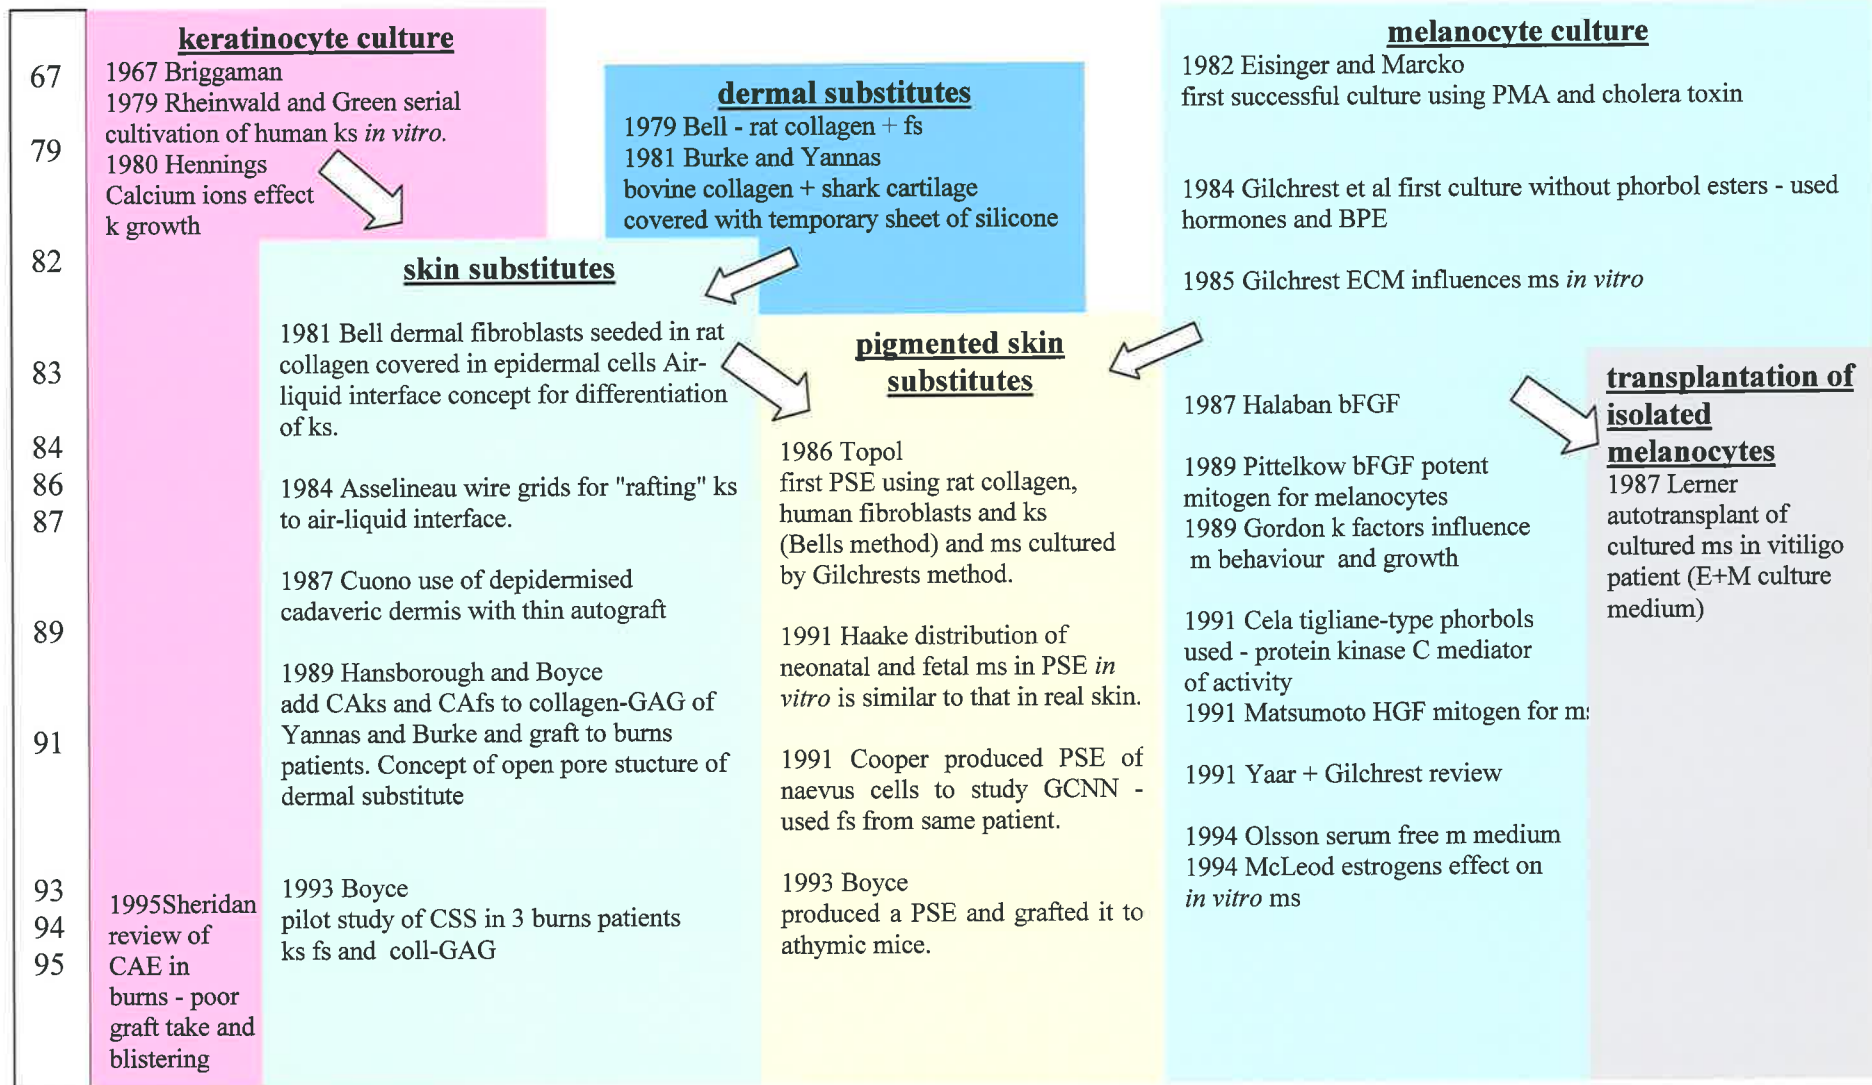 67
79
82
83
84
86
87
89
91
93
94
95
keratinocyte culture
1967 Briggaman
1979 Rheinwald and Green serial
cultivation of human ks in vitro.
1980 Hennings
Calcium ions effect
k growth
1995Sheridan
review of
CAE in
burns - poor
graft take and
blistering
dermal substitutes
1979 Bell - rat collagen + fs
1981 Burke and Yannas
bovine collagen + shark cartilage
covered with temporary sheet of silicone
skin substitutes
1981 Bell dermal fibroblasts seeded in rat
collagen covered in epidermal cells Air-
liquid interface concept for differentiation
of ks.
1984 Asselineau wire grids for "rafting" ks
to air-liquid interface.
1987 Cuono use of depidermised
cadaveric dermis with thin autograft
1989 Hansborough and Boyce
add CAks and CAfs to collagen-GAG of
Yannas and Burke and graft to burns
patients. Concept of open pore stucture of
dermal substitute
1993 Boyce
pilot study of CSS in 3 burns patients
ks fs and coll-GAG
pigmented skin
substitutes
1986 Topol
first PSE using rat collagen,
human fibroblasts and ks
(Bells method) and ms cultured
by Gilchrests method.
1991 Haake distribution of
neonatal and fetal ms in PSE in
vitro is similar to that in real skin.
1991 Cooper produced PSE of
naevus cells to study GCNN -
used fs from same patient.
1993 Boyce
produced a PSE and grafted it to
athymic mice.
melanocyte culture
1982 Eisinger and Marcko
first successful culture using PMA and cholera toxin
1984 Gilchrest et al first culture without phorbol esters - used
hormones and BPE
1985 Gilchrest ECM influences ms in vitro
1987 Halaban bFGF
1989 Pittelkow bFGF potent
mitogen for melanocytes
1989 Gordon k factors influence
m behaviour and growth
1991 Cela tigliane-type phorbols
used - protein kinase C mediator
of activity
1991 Matsumoto HGF mitogen for ms
1991 Yaar + Gilchrest review
1994 Olsson serum free m medium
1994 McLeod estrogens effect on
in vitro ms
transplantation of
isolated
melanocytes
1987 Lerner
autotransplant of
cultured ms in vitiligo
patient (E+M culture
medium)